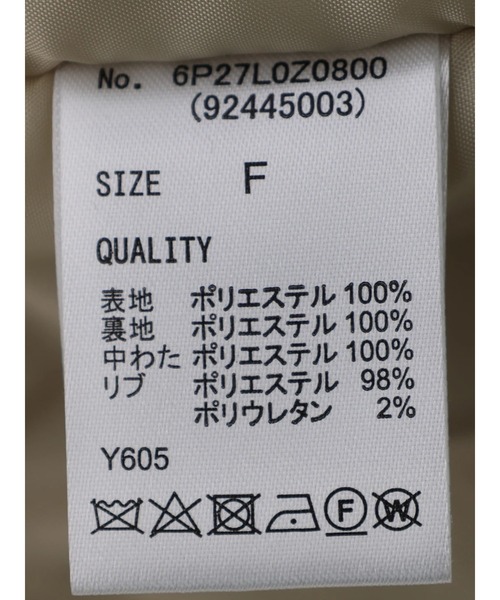 No. 6P27L0Z0800
(92445003)
SIZE F
QUALITY
表地 ポリエステル 100%
裏地 ポリエステル 100%
中わた ポリエステル 100%
リブ ポリエステル 98%
ポリウレタン 2%
Y605
F W